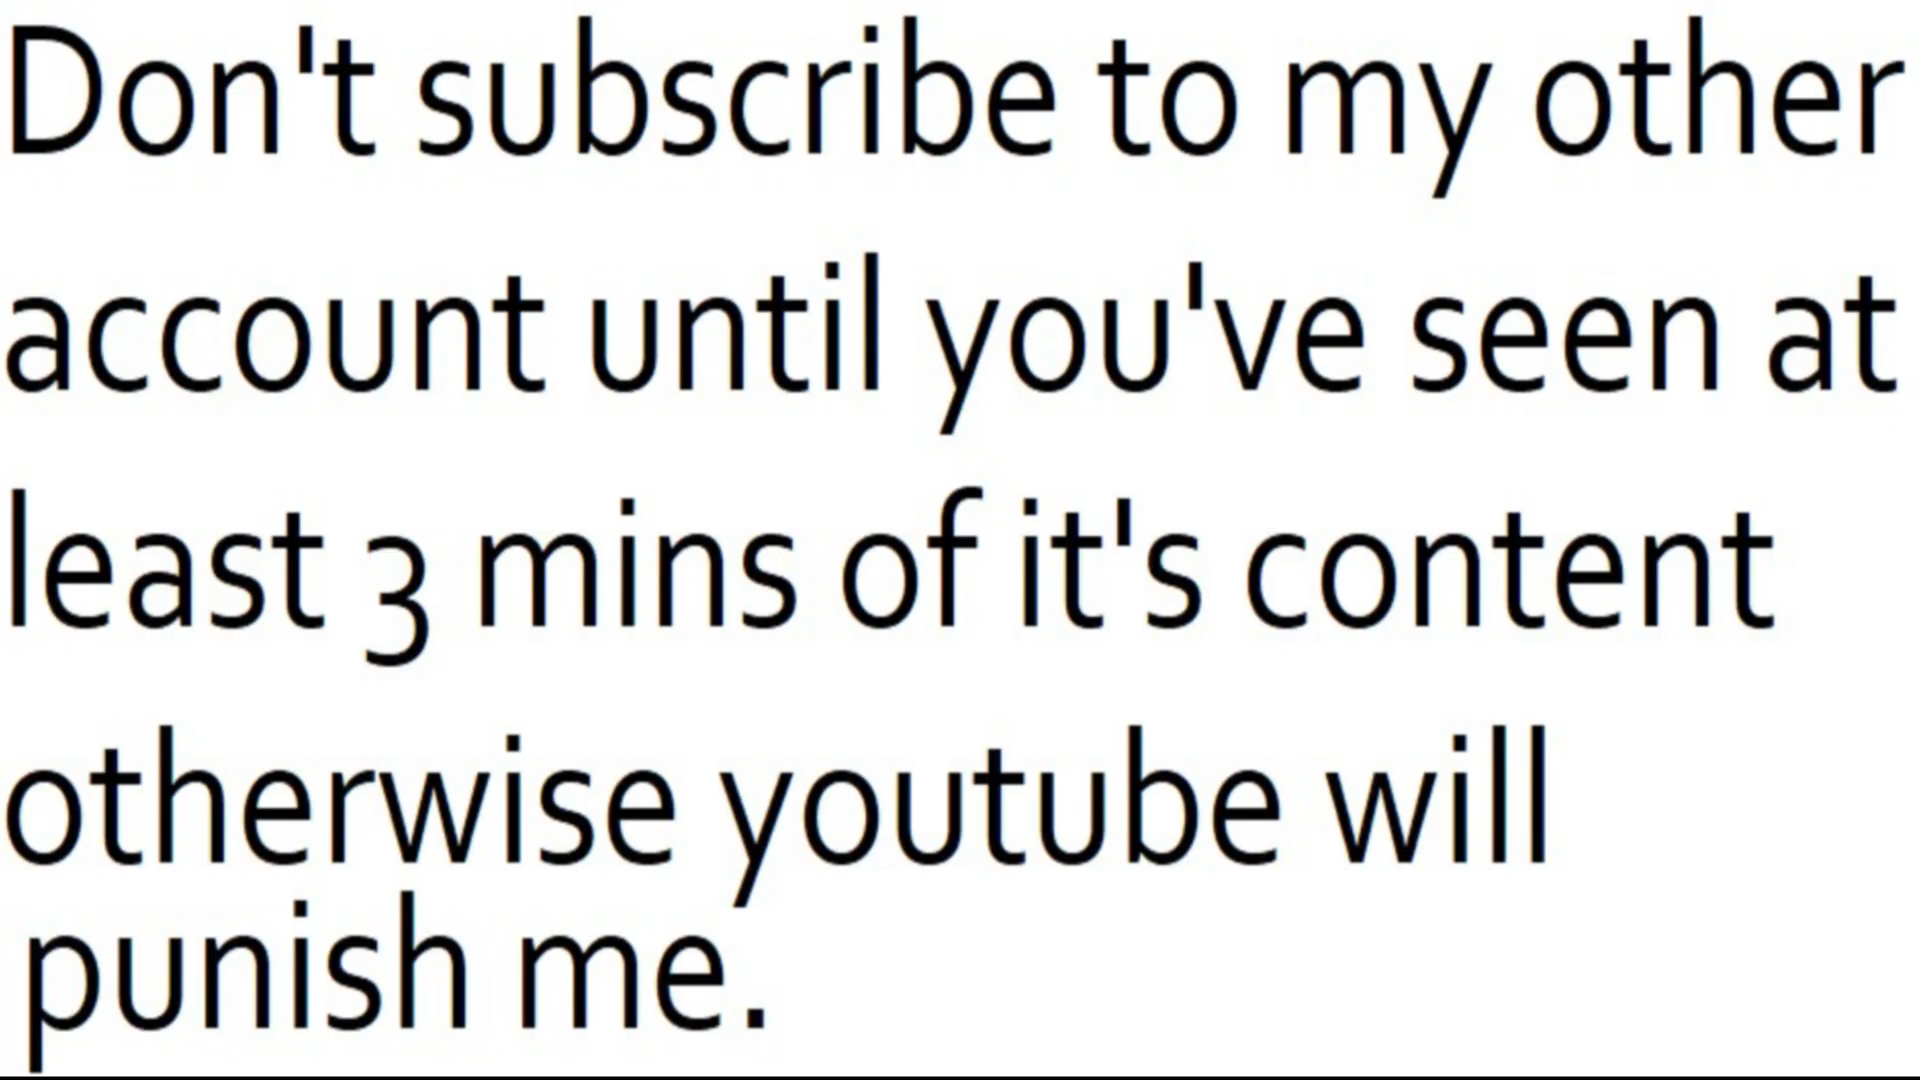 Don't subscribe to my other
account until you've seen at
least 3 mins of it's content
otherwise youtube will
punish me.